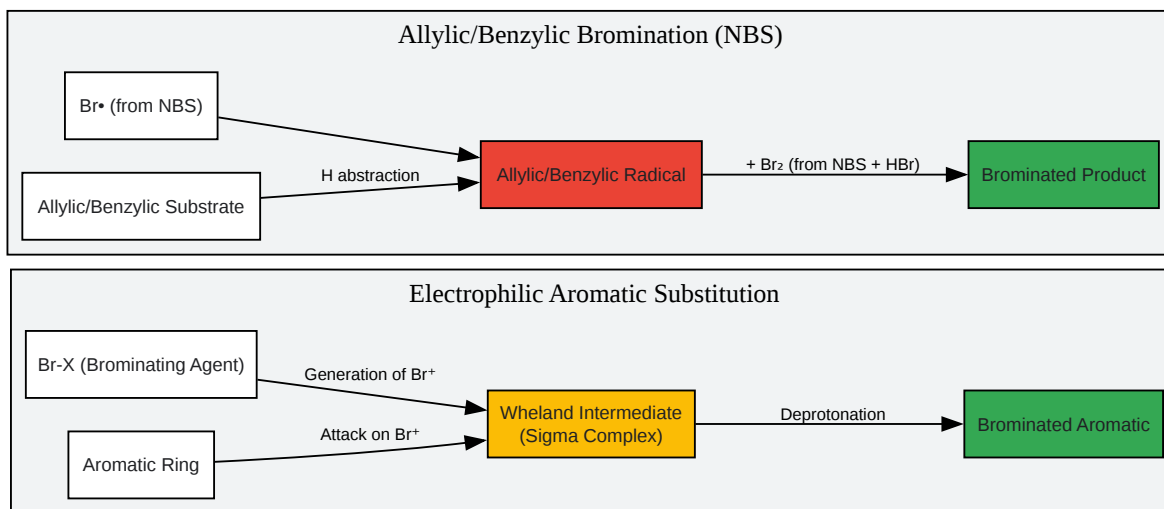 Allylic/Benzylic Bromination (NBS)
Br• (from NBS)
H abstraction
Allylic/Benzylic Substrate
Allylic/Benzylic Radical
+ Br₂ (from NBS + HBr)
Brominated Product
Electrophilic Aromatic Substitution
Br-X (Brominating Agent)
Generation of Br⁺
Attack on Br⁺
Aromatic Ring
Wheland Intermediate
(Sigma Complex)
Deprotonation
Brominated Aromatic